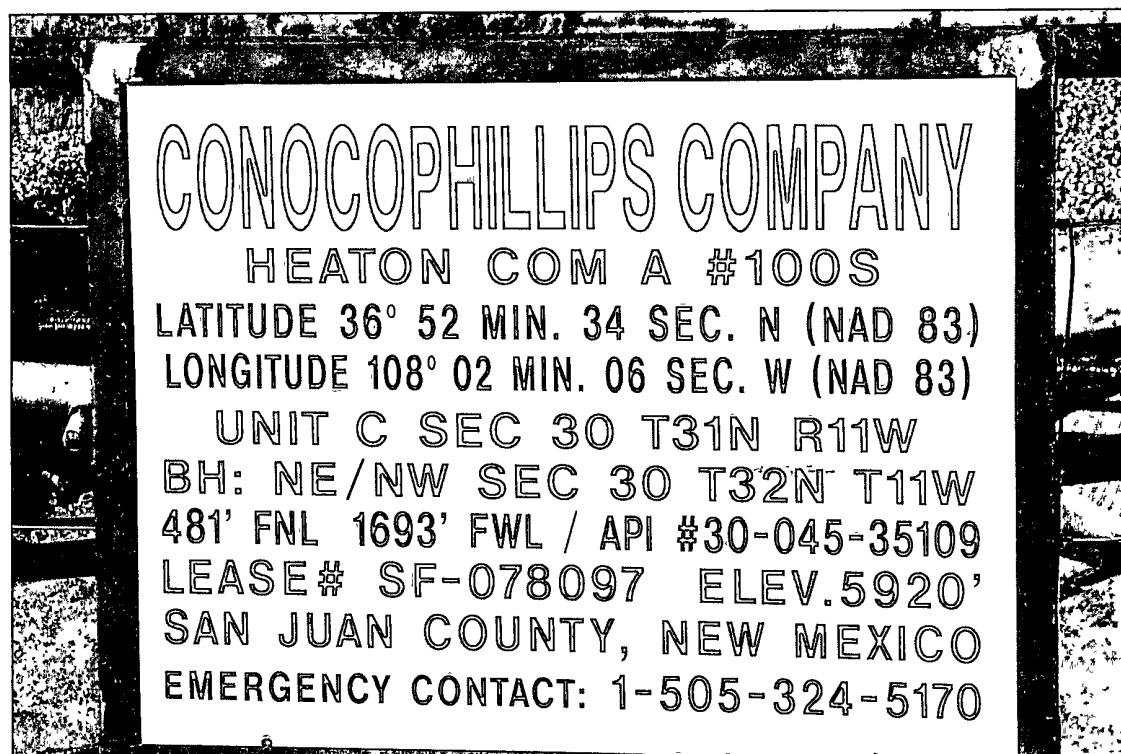 CONOCOPHILLIPS COMPANY
HEATON COM A #100S
LATITUDE 36° 52 MIN. 34 SEC. N (NAD 83)
LONGITUDE 108° 02 MIN. 06 SEC. W (NAD 83)
UNIT C SEC 30 T31N R11W
BH: NE/NW SEC 30 T32N T11W
481' FNL 1693' FWL / API #30-045-35109
LEASE# SF-078097 ELEV.5920'
SAN JUAN COUNTY, NEW MEXICO
EMERGENCY CONTACT: 1-505-324-5170